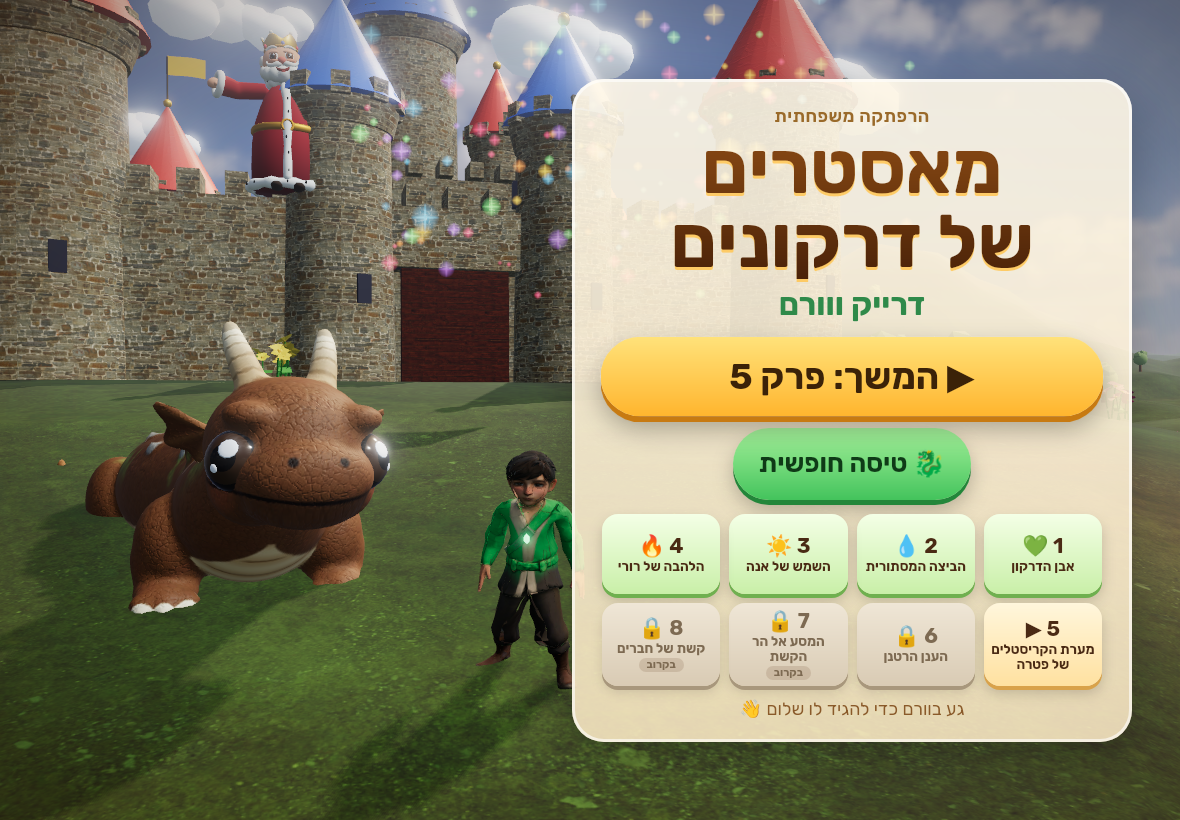 הרפתקה משפחתית
מאסטרים
של דרקונים
דרייק וורם
▶ המשך: פרק 5
🐉 טיסה חופשית
1 💚
אבן הדרקון
2 💧
הביצה המסתורית
3 ☀️
השמש של אנה
4 🔥
הלהבה של רורי
5 ▶
מערת הקריסטלים
של פטרה
6 🔒
הענן הרטנן
7 🔒
המסע אל הר
הקשת
בקרוב
8 🔒
קשת של חברים
בקרוב
גע בוורם כדי להגיד לו שלום 👋